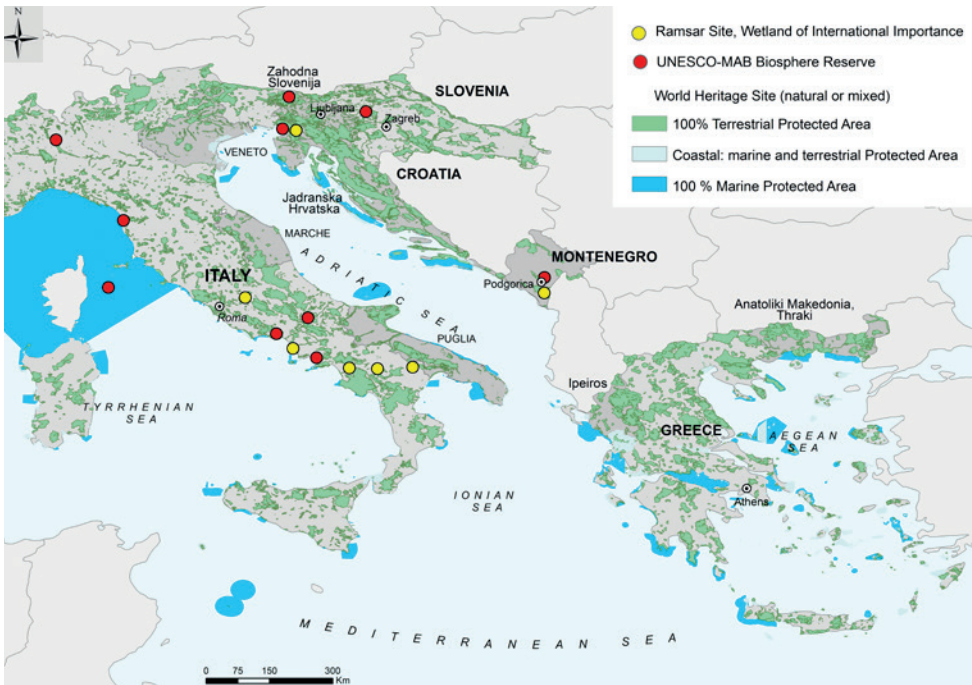 N
Ramsar Site, Wetland of International Importance
UNESCO-MAB Biosphere Reserve
World Heritage Site (natural or mixed)
100% Terrestrial Protected Area
Coastal: marine and terrestrial Protected Area
100 % Marine Protected Area
Zahodna
Slovenija
SLOVENIA
Ljubljana
Zagreb
VENETO
CROATIA
Jadranska
Hrvatska
MARCHE
ADRIATIC SEA
MONTENEGRO
Podgorica
ITALY
Roma
PUGLIA
Anatoliki Makedonia,
Thraki
Ipeiros
GREECE
AEGEAN
SEA
TYRRHENIAN
SEA
IONIAN
SEA
Athens
MEDITERRANEAN SEA
0 75 150 300
Km